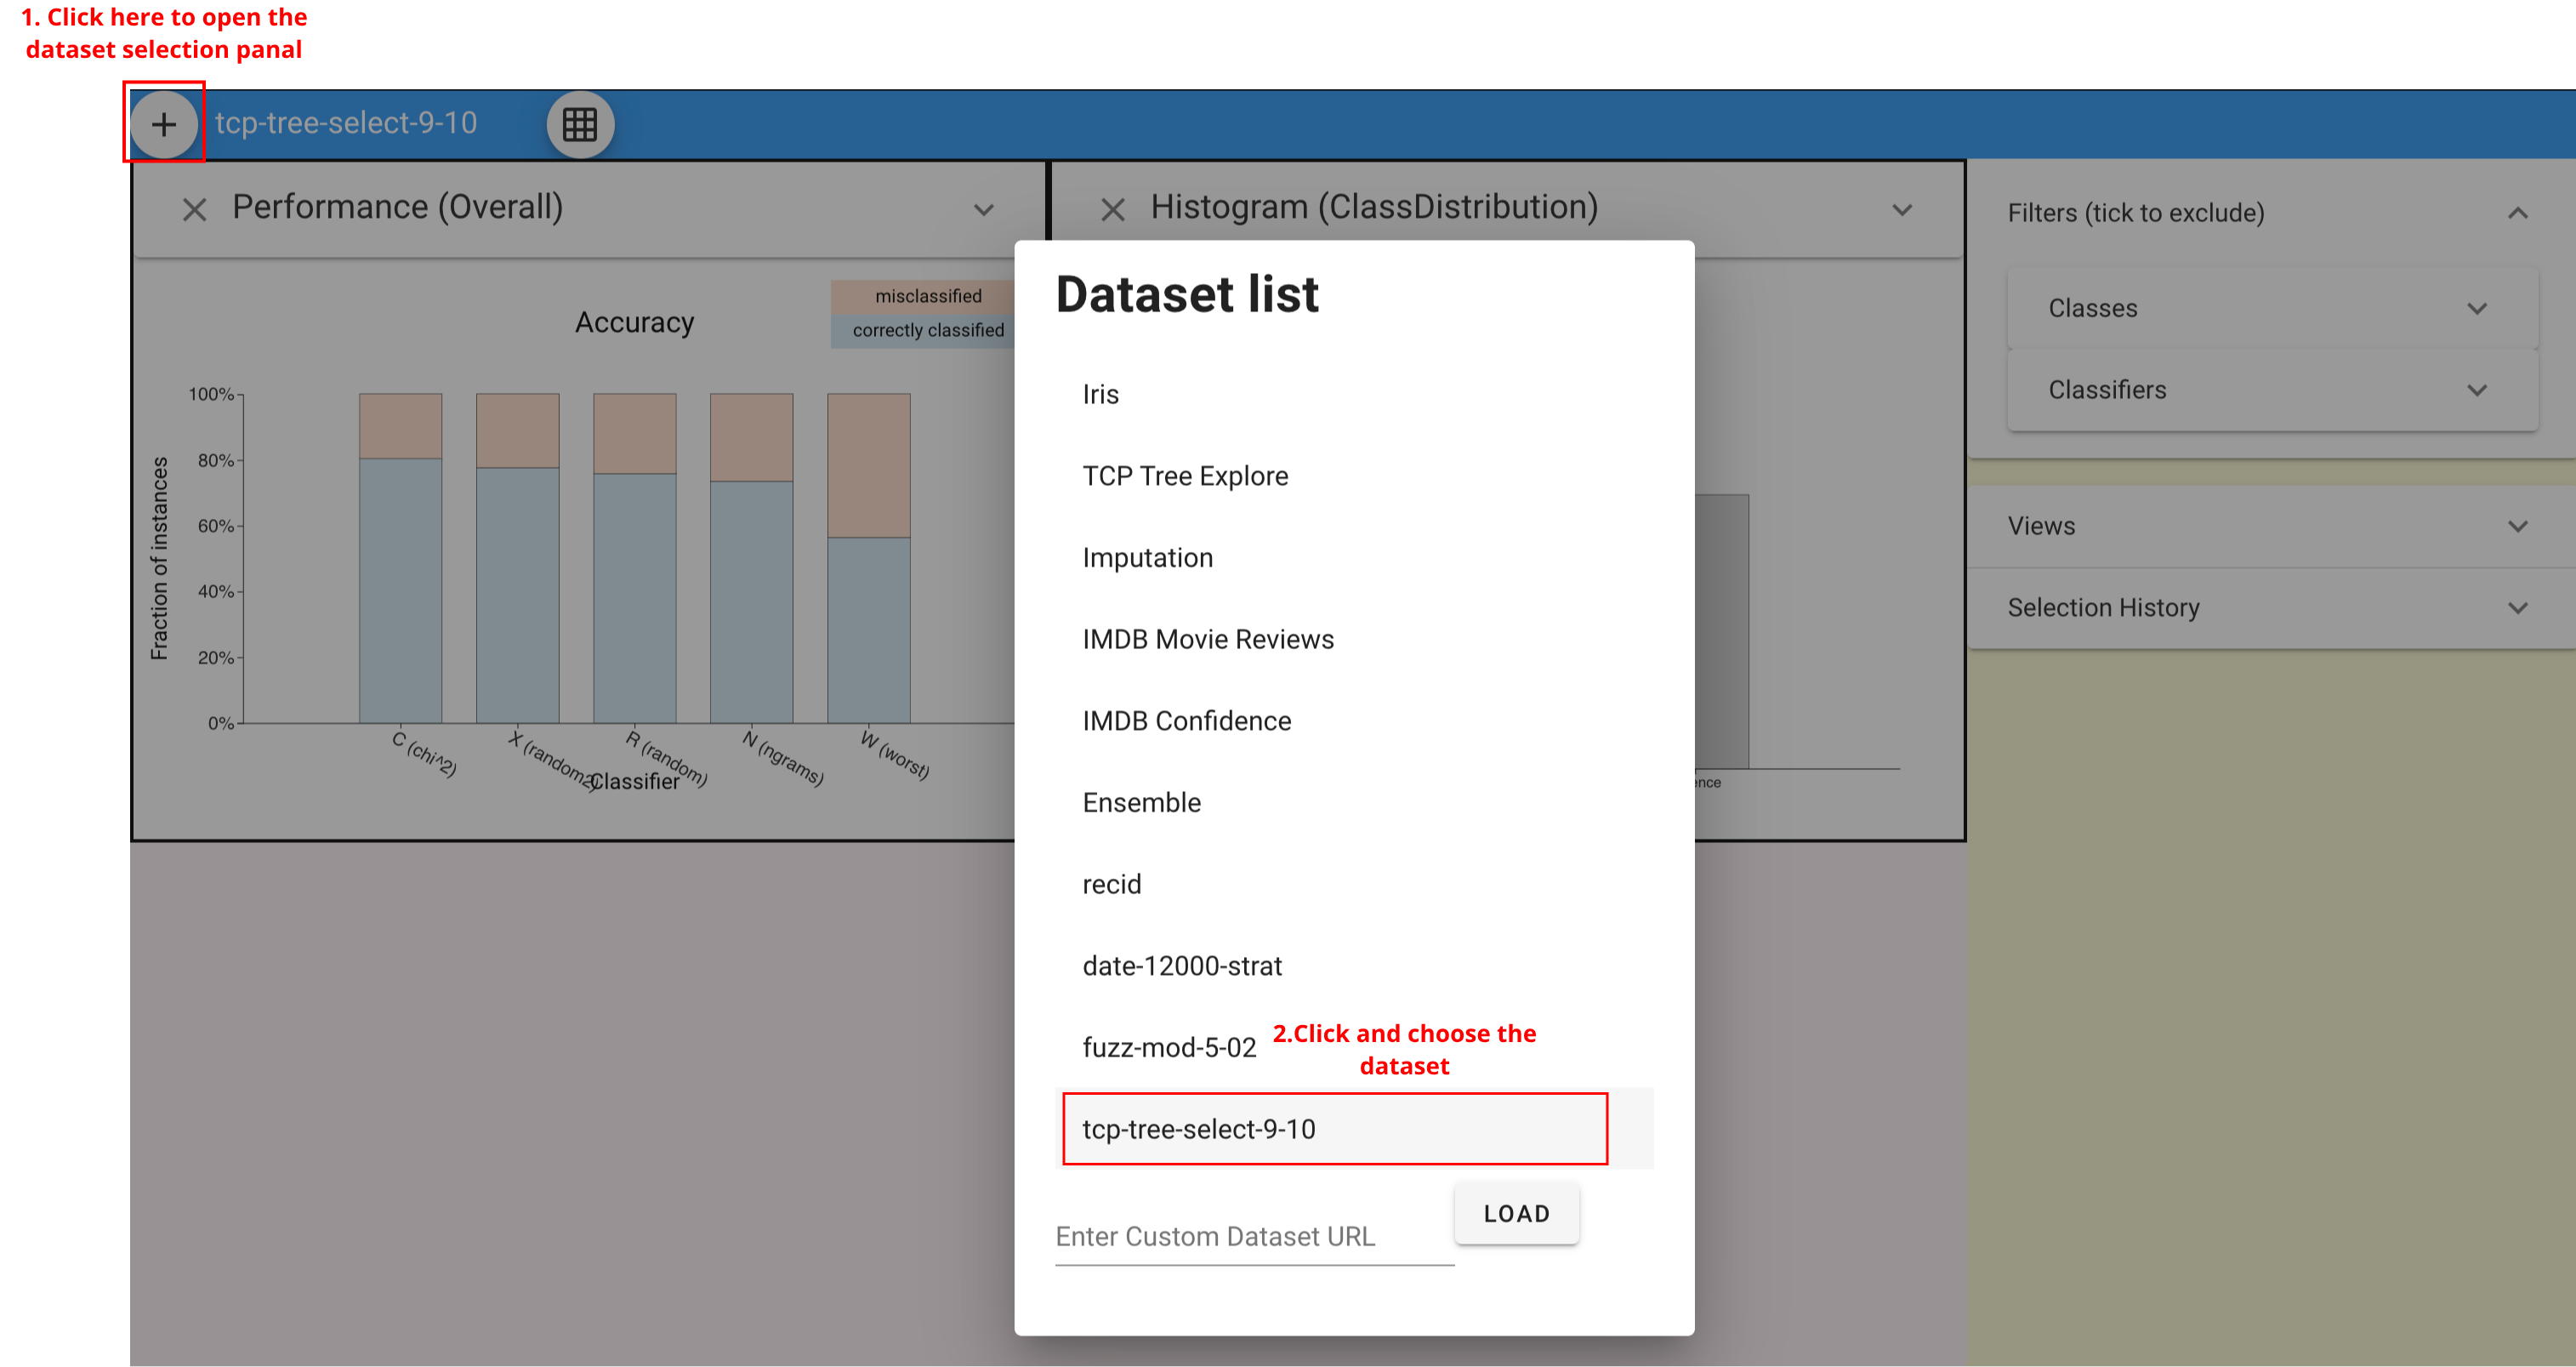 1. Click here to open the
dataset selection panal
+ tcp-tree-select-9-10
Performance (Overall)
Histogram (ClassDistribution)
Filters (tick to exclude)
Classes
Classifiers
Views
Selection History
Accuracy
misclassified
correctly classified
Fraction of instances
100%
80%
60%
40%
20%
0%
C (chi^2)
X (random2)
R (random)
N (ngrams)
W (worst)
Classifier
Dataset list
Iris
TCP Tree Explore
Imputation
IMDB Movie Reviews
IMDB Confidence
Ensemble
recid
date-12000-strat
fuzz-mod-5-02
2.Click and choose the
dataset
tcp-tree-select-9-10
Enter Custom Dataset URL
LOAD